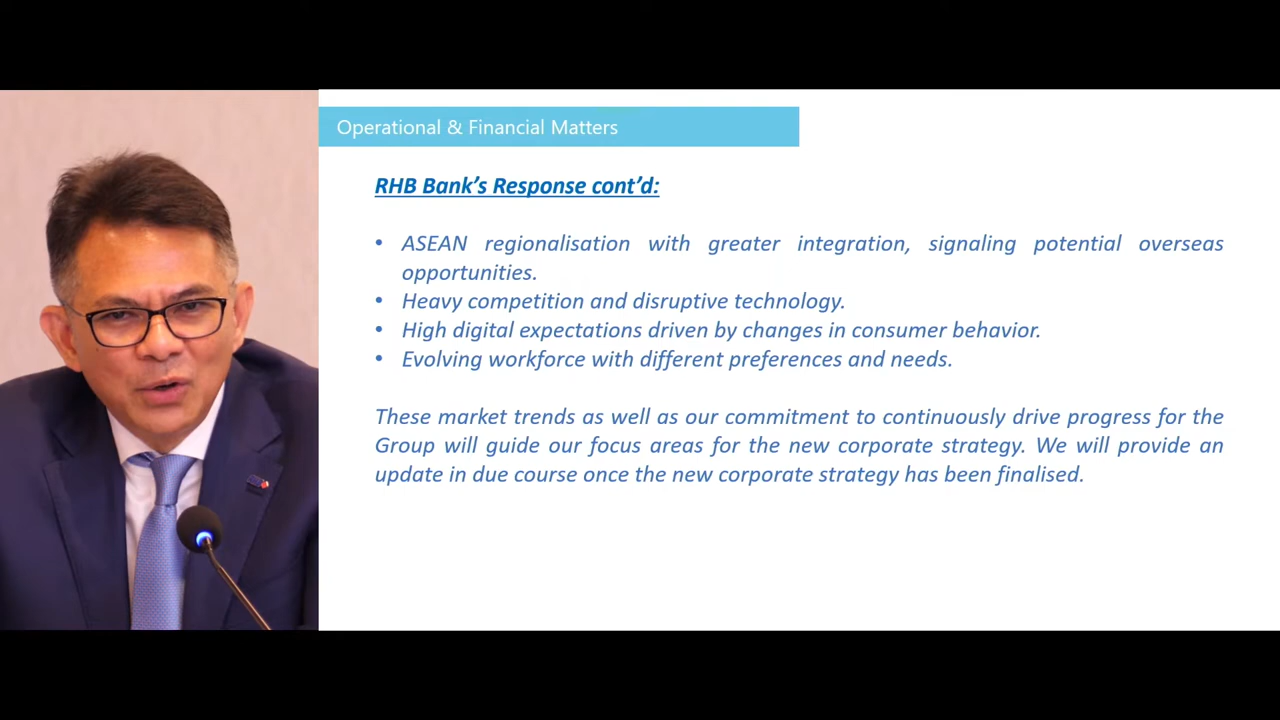 Operational & Financial Matters
RHB Bank's Response cont'd:
• ASEAN regionalisation with greater integration, signaling potential overseas
opportunities.
• Heavy competition and disruptive technology.
• High digital expectations driven by changes in consumer behavior.
• Evolving workforce with different preferences and needs.
These market trends as well as our commitment to continuously drive progress for the
Group will guide our focus areas for the new corporate strategy. We will provide an
update in due course once the new corporate strategy has been finalised.